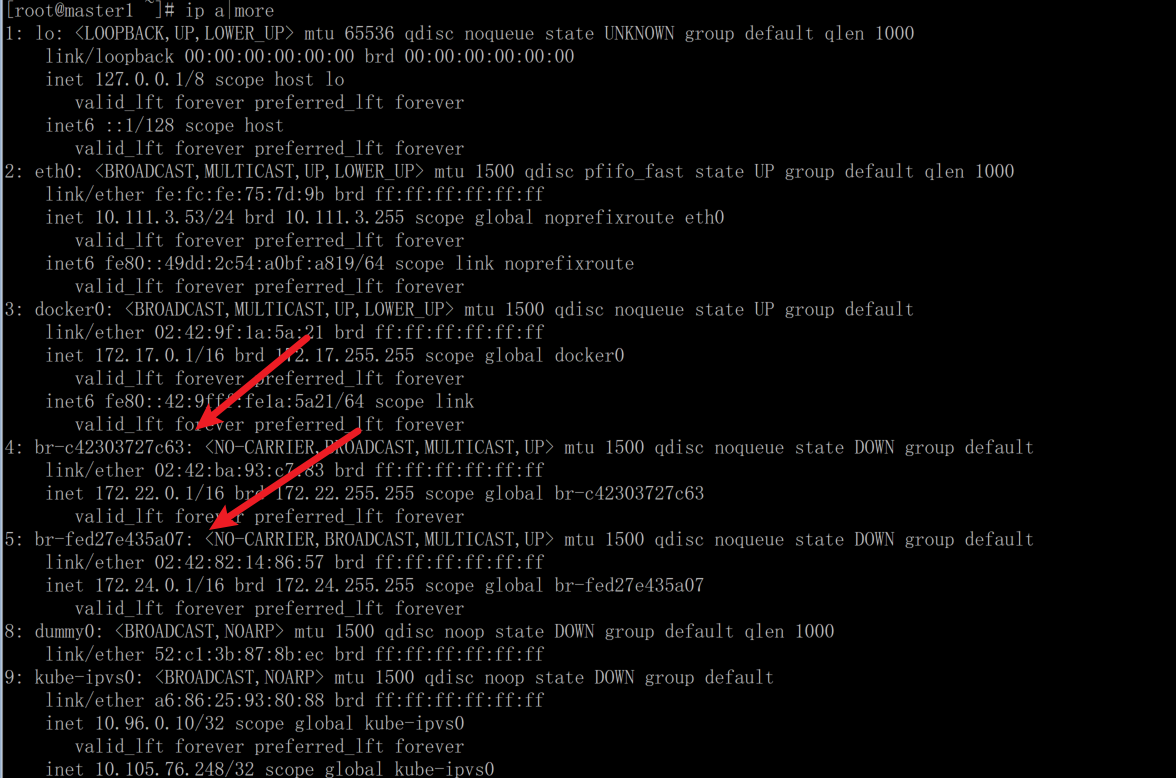 [root@master1 ~]# ip a|more
1: lo: <LOOPBACK,UP,LOWER_UP> mtu 65536 qdisc noqueue state UNKNOWN group default qlen 1000
    link/loopback 00:00:00:00:00:00 brd 00:00:00:00:00:00
    inet 127.0.0.1/8 scope host lo
       valid_lft forever preferred_lft forever
    inet6 ::1/128 scope host
       valid_lft forever preferred_lft forever
2: eth0: <BROADCAST,MULTICAST,UP,LOWER_UP> mtu 1500 qdisc pfifo_fast state UP group default qlen 1000
    link/ether fe:fc:fe:75:7d:9b brd ff:ff:ff:ff:ff:ff
    inet 10.111.3.53/24 brd 10.111.3.255 scope global noprefixroute eth0
       valid_lft forever preferred_lft forever
    inet6 fe80::49dd:2c54:a0bf:a819/64 scope link noprefixroute
       valid_lft forever preferred_lft forever
3: docker0: <BROADCAST,MULTICAST,UP,LOWER_UP> mtu 1500 qdisc noqueue state UP group default
    link/ether 02:42:9f:1a:5a:21 brd ff:ff:ff:ff:ff:ff
    inet 172.17.0.1/16 brd 172.17.255.255 scope global docker0
       valid_lft forever preferred_lft forever
    inet6 fe80::42:9fff:fe1a:5a21/64 scope link
       valid_lft forever preferred_lft forever
4: br-c42303727c63: <NO-CARRIER,BROADCAST,MULTICAST,UP> mtu 1500 qdisc noqueue state DOWN group default
    link/ether 02:42:ba:93:c7:83 brd ff:ff:ff:ff:ff:ff
    inet 172.22.0.1/16 brd 172.22.255.255 scope global br-c42303727c63
       valid_lft forever preferred_lft forever
5: br-fed27e435a07: <NO-CARRIER,BROADCAST,MULTICAST,UP> mtu 1500 qdisc noqueue state DOWN group default
    link/ether 02:42:82:14:86:57 brd ff:ff:ff:ff:ff:ff
    inet 172.24.0.1/16 brd 172.24.255.255 scope global br-fed27e435a07
       valid_lft forever preferred_lft forever
8: dummy0: <BROADCAST,NOARP> mtu 1500 qdisc noop state DOWN group default qlen 1000
    link/ether 52:c1:3b:87:8b:ec brd ff:ff:ff:ff:ff:ff
9: kube-ipvs0: <BROADCAST,NOARP> mtu 1500 qdisc noop state DOWN group default
    link/ether a6:86:25:93:80:88 brd ff:ff:ff:ff:ff:ff
    inet 10.96.0.10/32 scope global kube-ipvs0
       valid_lft forever preferred_lft forever
    inet 10.105.76.248/32 scope global kube-ipvs0